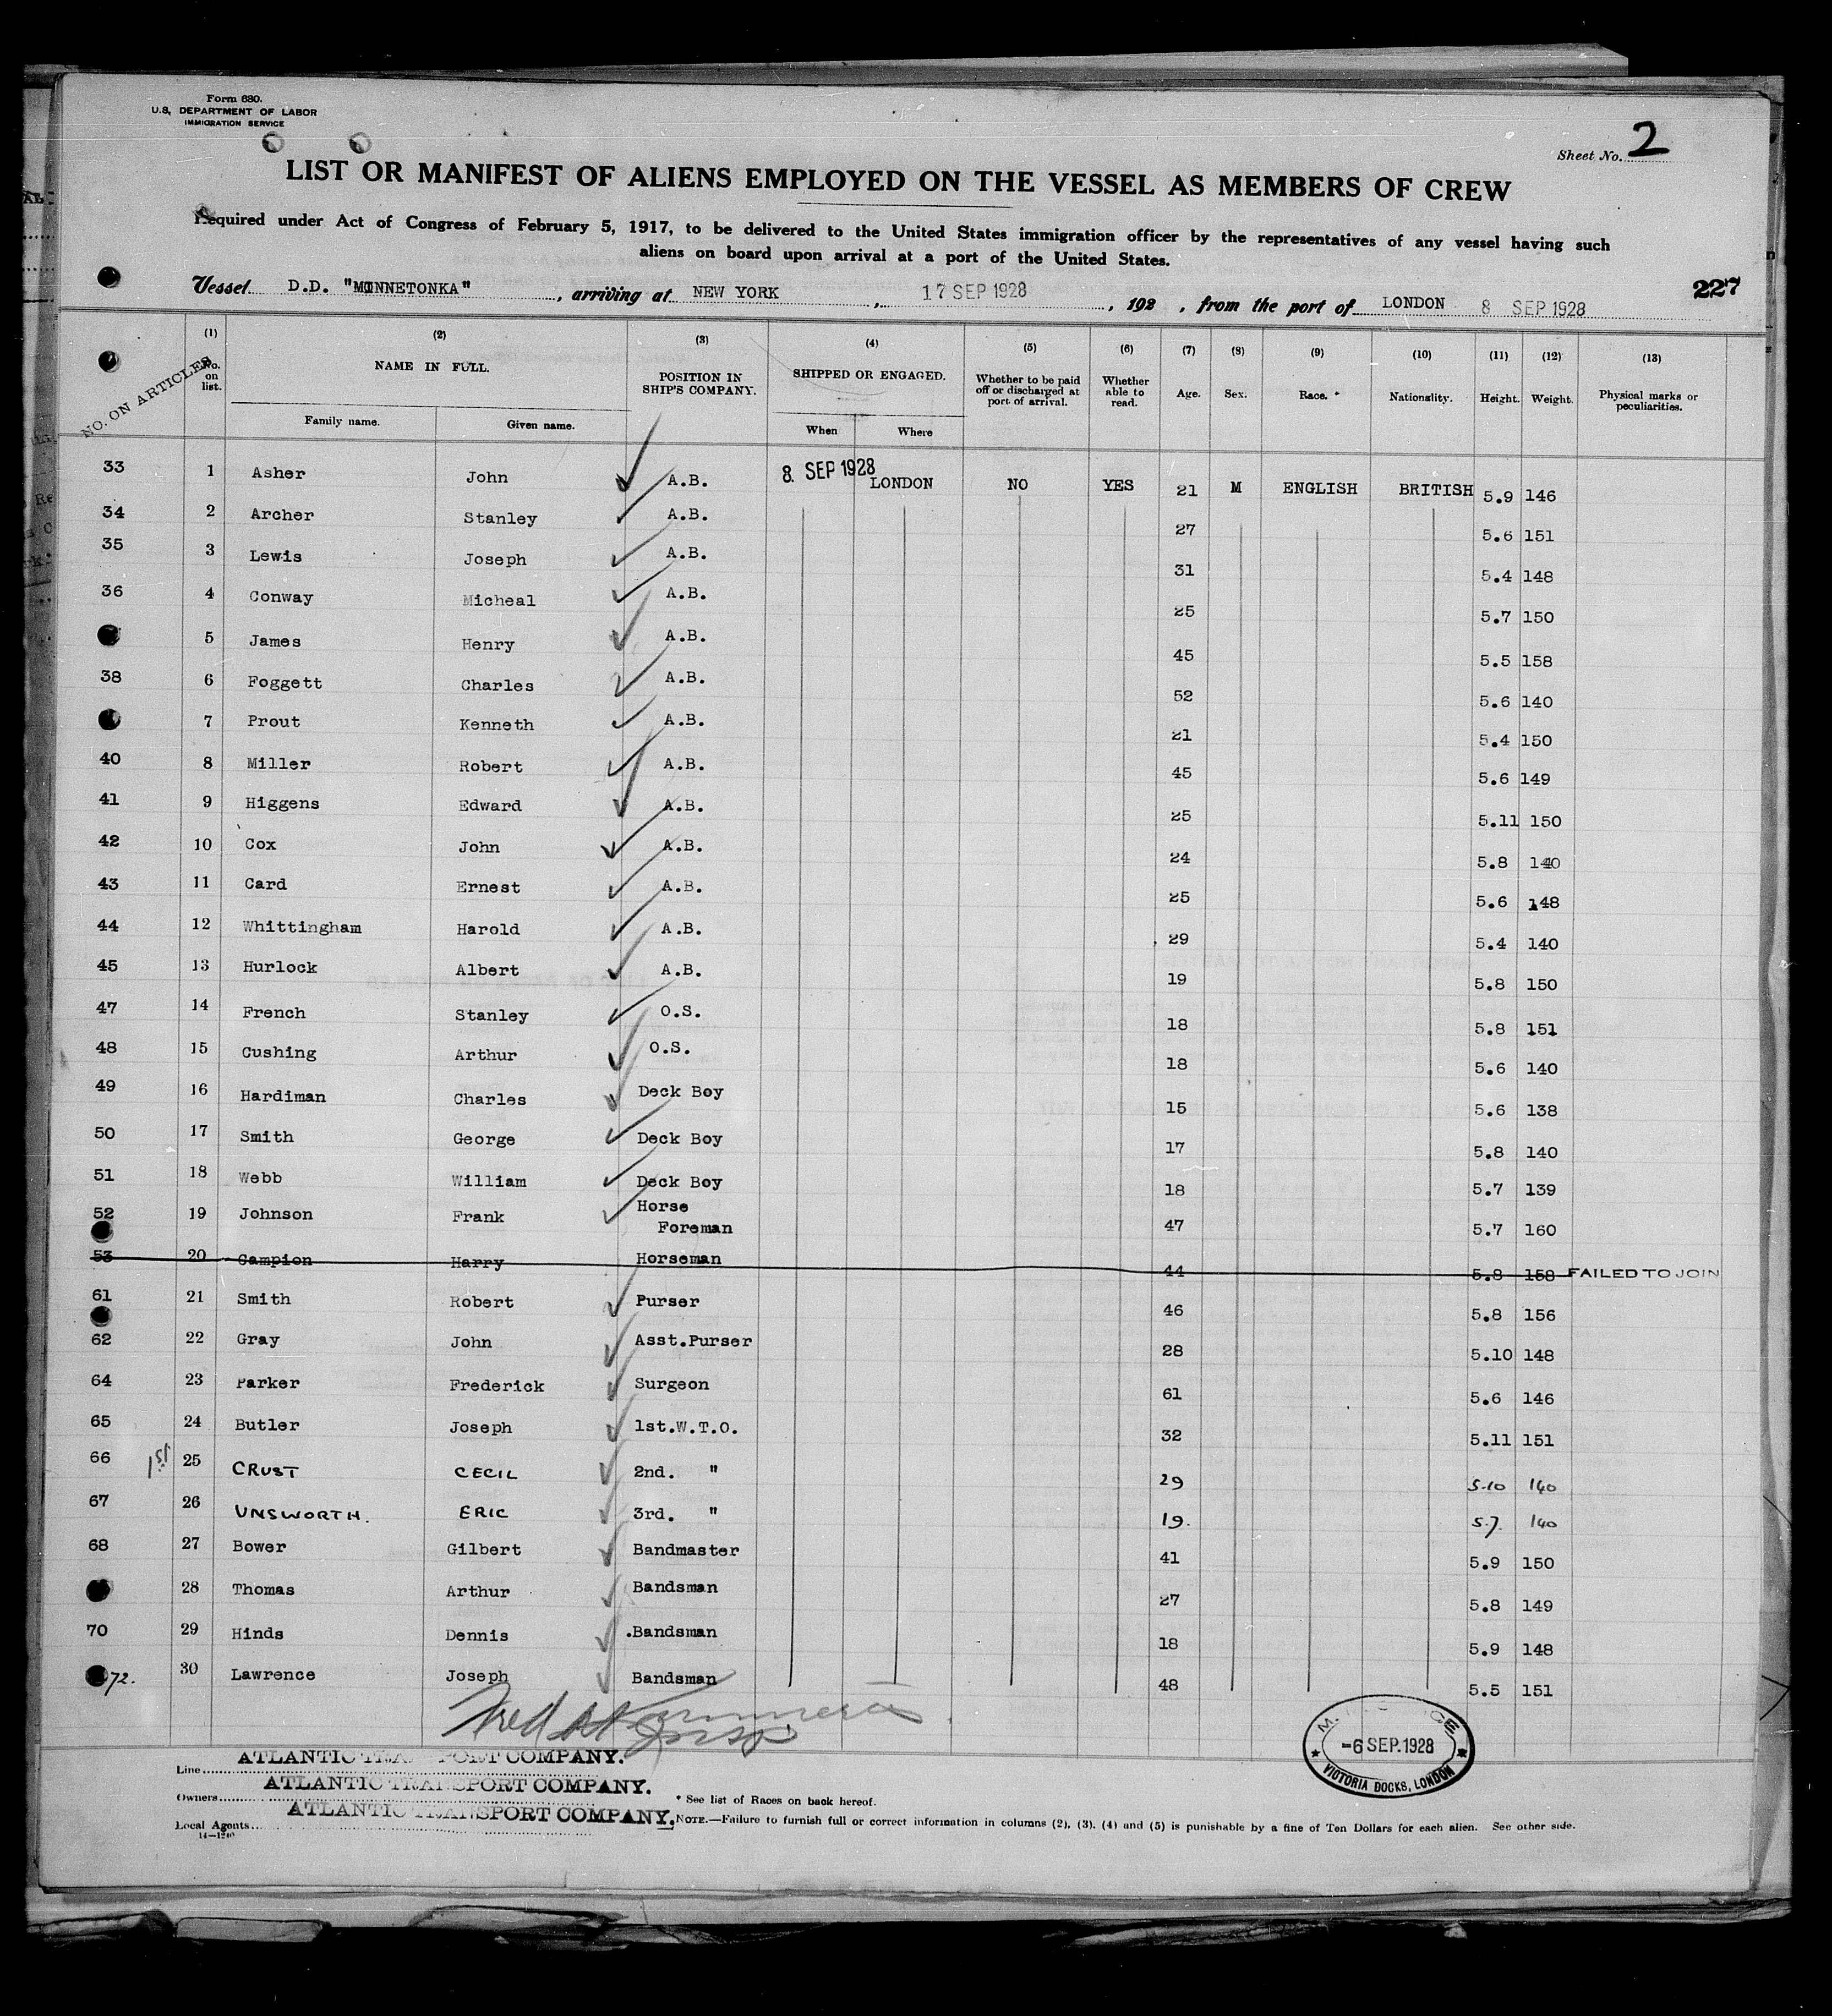 Form 680.
U.S. DEPARTMENT OF LABOR
IMMIGRATION SERVICE
Sheet No. 2
LIST OR MANIFEST OF ALIENS EMPLOYED ON THE VESSEL AS MEMBERS OF CREW
Required under Act of Congress of February 5, 1917, to be delivered to the United States immigration officer by the representatives of any vessel having such
aliens on board upon arrival at a port of the United States.
227
Vessel D.D. "MINNETONKA", arriving at NEW YORK, 17 SEP 1928, 192 , from the port of LONDON 8 SEP 1928
NO. ON ARTICLES
(1) (2) (3) (4) (5) (6) (7) (8) (9) (10) (11) (12) (13)
No. on list. NAME IN FULL. POSITION IN SHIP'S COMPANY. SHIPPED OR ENGAGED. Whether to be paid off or discharged at port of arrival. Whether able to read. Age. Sex. Race. * Nationality. Height. Weight. Physical marks or peculiarities.
Family name. Given name. When Where
33 1 Asher John A.B. 8. SEP 1928 LONDON NO YES 21 M ENGLISH BRITISH 5.9 146
34 2 Archer Stanley A.B. 27 5.6 151
35 3 Lewis Joseph A.B. 31 5.4 148
36 4 Conway Micheal A.B. 25 5.7 150
5 James Henry A.B. 45 5.5 158
38 6 Foggett Charles A.B. 52 5.6 140
7 Prout Kenneth A.B. 21 5.4 150
40 8 Miller Robert A.B. 45 5.6 149
41 9 Higgens Edward A.B. 25 5.11 150
42 10 Cox John A.B. 24 5.8 140
43 11 Card Ernest A.B. 25 5.6 148
44 12 Whittingham Harold A.B. 29 5.4 140
45 13 Hurlock Albert A.B. 19 5.8 150
47 14 French Stanley O.S. 18 5.8 151
48 15 Cushing Arthur O.S. 18 5.6 140
49 16 Hardiman Charles Deck Boy 15 5.6 138
50 17 Smith George Deck Boy 17 5.8 140
51 18 Webb William Deck Boy 18 5.7 139
52 19 Johnson Frank Horse Foreman 47 5.7 160
53 20 Campion Harry Horseman 44 5.8 158 FAILED TO JOIN
61 21 Smith Robert Purser 46 5.8 156
62 22 Gray John Asst.Purser 28 5.10 148
64 23 Parker Frederick Surgeon 61 5.6 146
65 24 Butler Joseph 1st.W.T.O. 32 5.11 151
66 1st 25 CRUST CECIL 2nd. " 29 5.10 140
67 26 UNSWORTH. ERIC 3rd. " 19. 5.7. 140
68 27 Bower Gilbert Bandmaster 41 5.9 150
28 Thomas Arthur Bandsman 27 5.8 149
70 29 Hinds Dennis .Bandsman 18 5.9 148
72. 30 Lawrence Joseph Bandsman 48 5.5 151
-6 SEP.1928
VICTORIA DOCKS, LONDON
Line ATLANTIC TRANSPORT COMPANY.
Owners ATLANTIC TRANSPORT COMPANY.
* See list of Races on back hereof.
Local Agents ATLANTIC TRANSPORT COMPANY.
NOTE.—Failure to furnish full or correct information in columns (2), (3), (4) and (5) is punishable by a fine of Ten Dollars for each alien. See other side.
14—1240